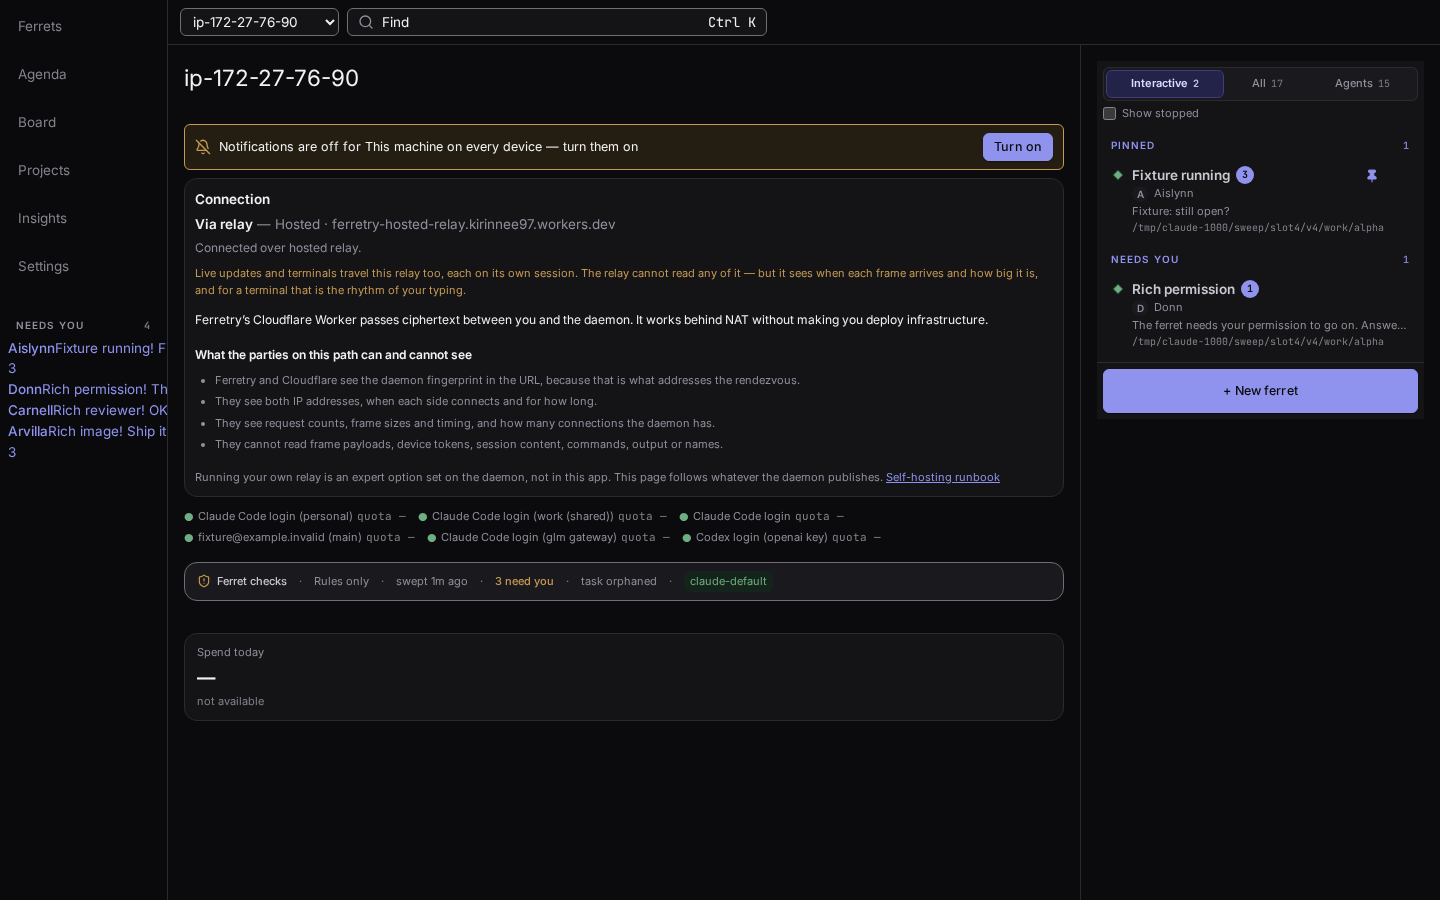 Ferrets
Agenda
Board
Projects
Insights
Settings
NEEDS YOU 4
AislynnFixture running! F
3
DonnRich permission! Th
CarnellRich reviewer! OK
ArvillaRich image! Ship it
3
ip-172-27-76-90
Find Ctrl K
ip-172-27-76-90
Notifications are off for This machine on every device — turn them on Turn on
Connection
Via relay — Hosted · ferretry-hosted-relay.kirinnee97.workers.dev
Connected over hosted relay.
Live updates and terminals travel this relay too, each on its own session. The relay cannot read any of it — but it sees when each frame arrives and how big it is,
and for a terminal that is the rhythm of your typing.
Ferretry’s Cloudflare Worker passes ciphertext between you and the daemon. It works behind NAT without making you deploy infrastructure.
What the parties on this path can and cannot see
• Ferretry and Cloudflare see the daemon fingerprint in the URL, because that is what addresses the rendezvous.
• They see both IP addresses, when each side connects and for how long.
• They see request counts, frame sizes and timing, and how many connections the daemon has.
• They cannot read frame payloads, device tokens, session content, commands, output or names.
Running your own relay is an expert option set on the daemon, not in this app. This page follows whatever the daemon publishes. Self-hosting runbook
Claude Code login (personal) quota — Claude Code login (work (shared)) quota — Claude Code login quota —
fixture@example.invalid (main) quota — Claude Code login (glm gateway) quota — Codex login (openai key) quota —
Ferret checks · Rules only · swept 1m ago · 3 need you · task orphaned · claude-default
Spend today
—
not available
Interactive 2 All 17 Agents 15
Show stopped
PINNED 1
Fixture running 3
A Aislynn
Fixture: still open?
/tmp/claude-1000/sweep/slot4/v4/work/alpha
NEEDS YOU 1
Rich permission 1
D Donn
The ferret needs your permission to go on. Answe…
/tmp/claude-1000/sweep/slot4/v4/work/alpha
+ New ferret